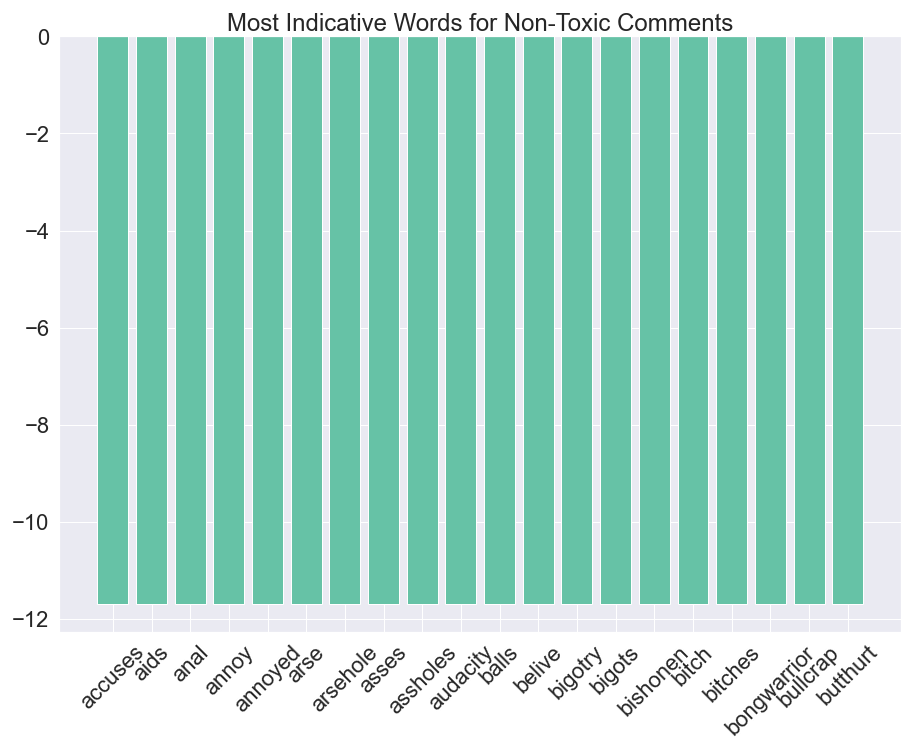 Most Indicative Words for Non-Toxic Comments
0
−2
−4
−6
−8
−10
−12
accuses
aids
anal
annoy
annoyed
arse
arsehole
asses
assholes
audacity
balls
belive
bigotry
bigots
bishonen
bitch
bitches
bongwarrior
bullcrap
butthurt